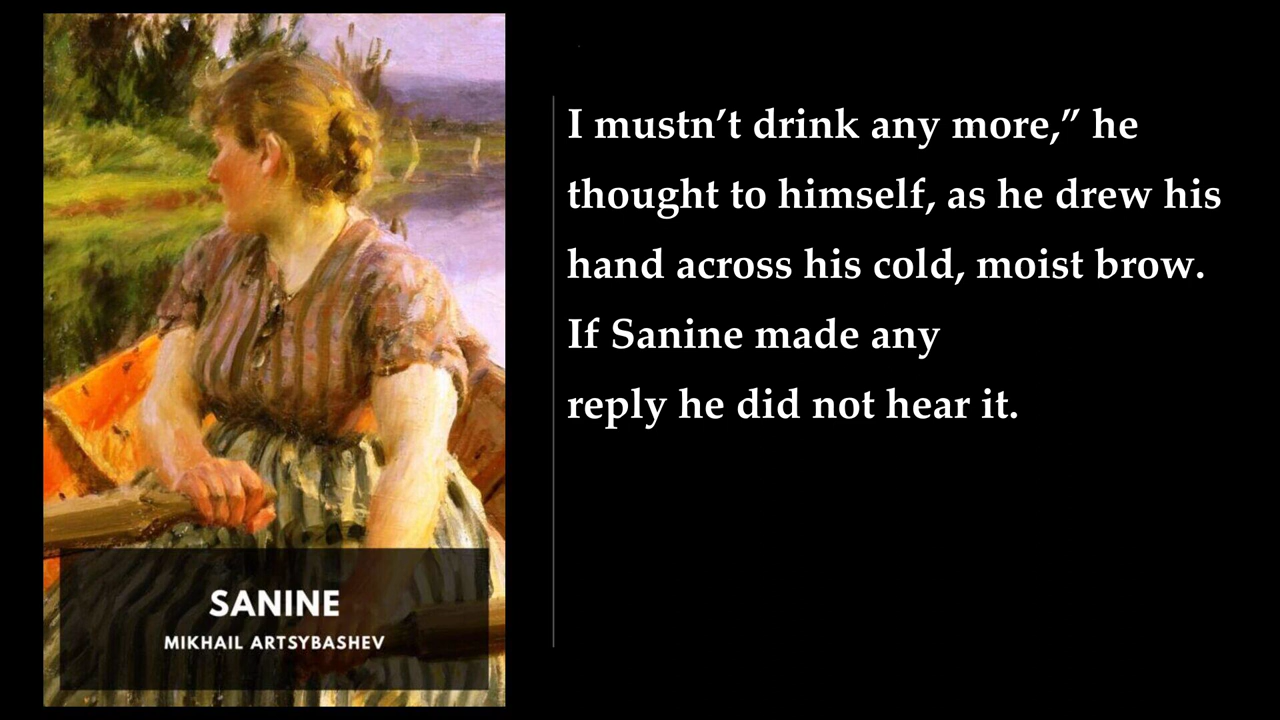 I mustn’t drink any more,” he
thought to himself, as he drew his
hand across his cold, moist brow.
If Sanine made any
reply he did not hear it.
SANINE
MIKHAIL ARTSYBASHEV